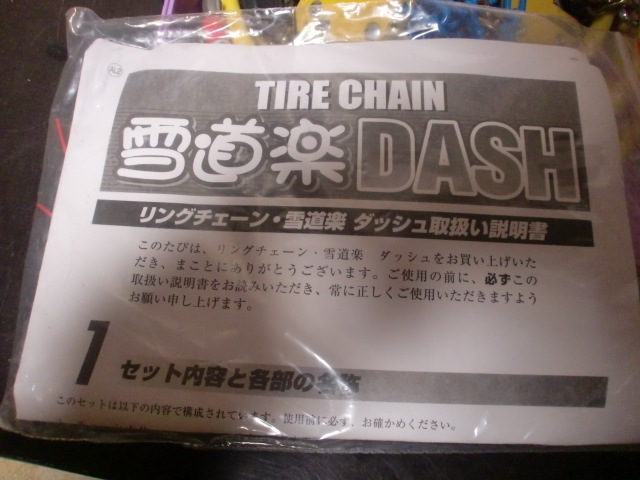 TIRE CHAIN
雪道楽 DASH
リングチェーン・雪道楽 ダッシュ取扱い説明書
このたびは、リングチェーン・雪道楽 ダッシュをお買い上げいた
だき、まことにありがとうございます。ご使用の前に、必ずこの
取扱い説明書をお読みいただき、常に正しくご使用いただきますよう
お願い申し上げます。
1 セット内容と各部の名称
このセットは以下の内容で構成されています。使用前に必ず、お確かめください。